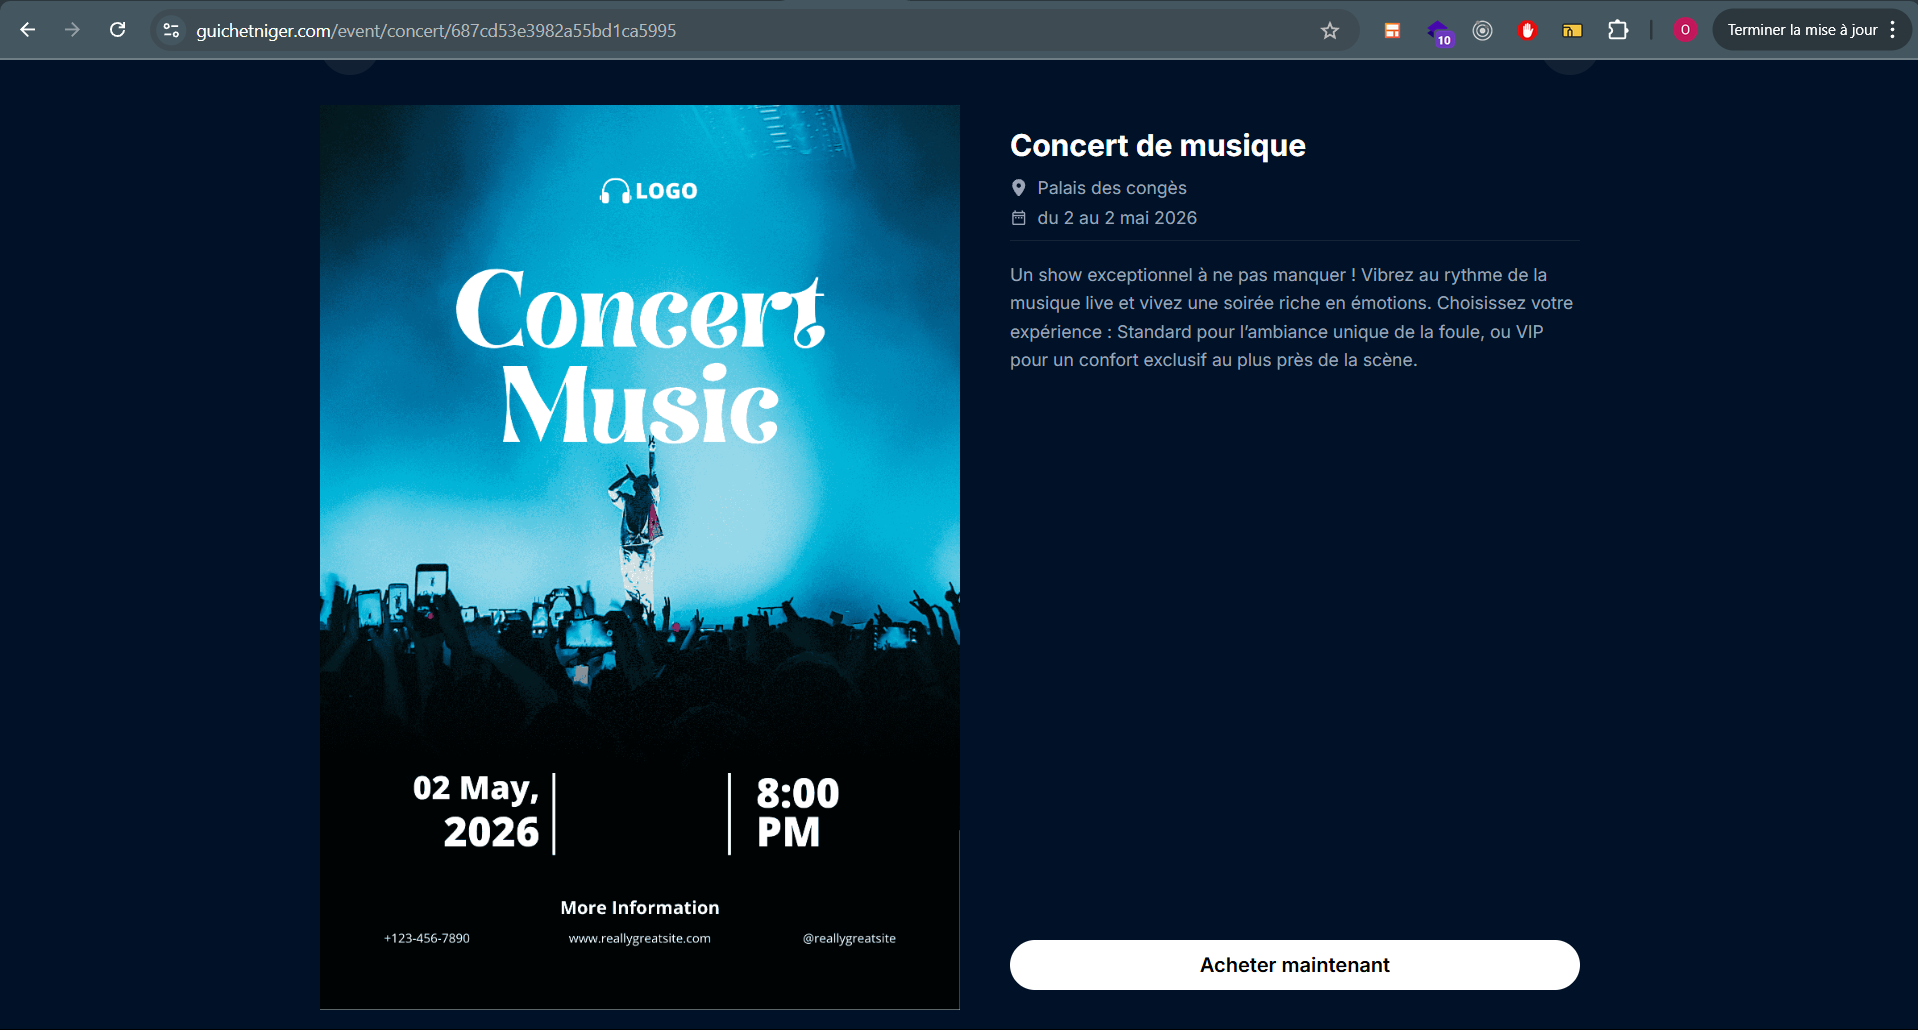 guichetniger.com/event/concert/687cd53e3982a55bd1ca5995
10
O
Terminer la mise à jour
LOGO
Concert
Music
02 May,
2026
8:00
PM
More Information
+123-456-7890
www.reallygreatsite.com
@reallygreatsite
Concert de musique
Palais des congès
du 2 au 2 mai 2026
Un show exceptionnel à ne pas manquer ! Vibrez au rythme de la
musique live et vivez une soirée riche en émotions. Choisissez votre
expérience : Standard pour l’ambiance unique de la foule, ou VIP
pour un confort exclusif au plus près de la scène.
Acheter maintenant